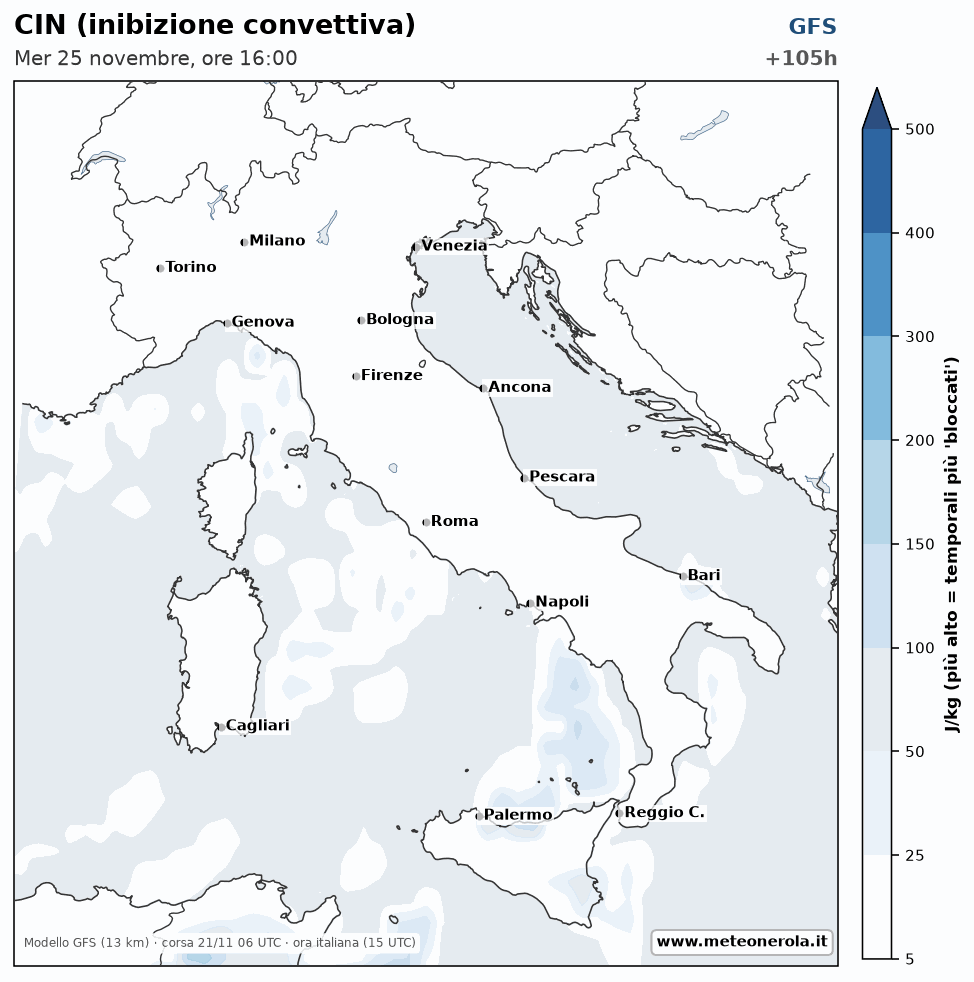 CIN (inibizione convettiva)
GFS
Mer 25 novembre, ore 16:00
+105h
Milano
Venezia
Torino
Genova
Bologna
Firenze
Ancona
Pescara
Roma
Bari
Napoli
Cagliari
Palermo
Reggio C.
500
400
300
200
150
100
50
25
5
J/kg (più alto = temporali più 'bloccati')
Modello GFS (13 km) · corsa 21/11 06 UTC · ora italiana (15 UTC)
www.meteonerola.it